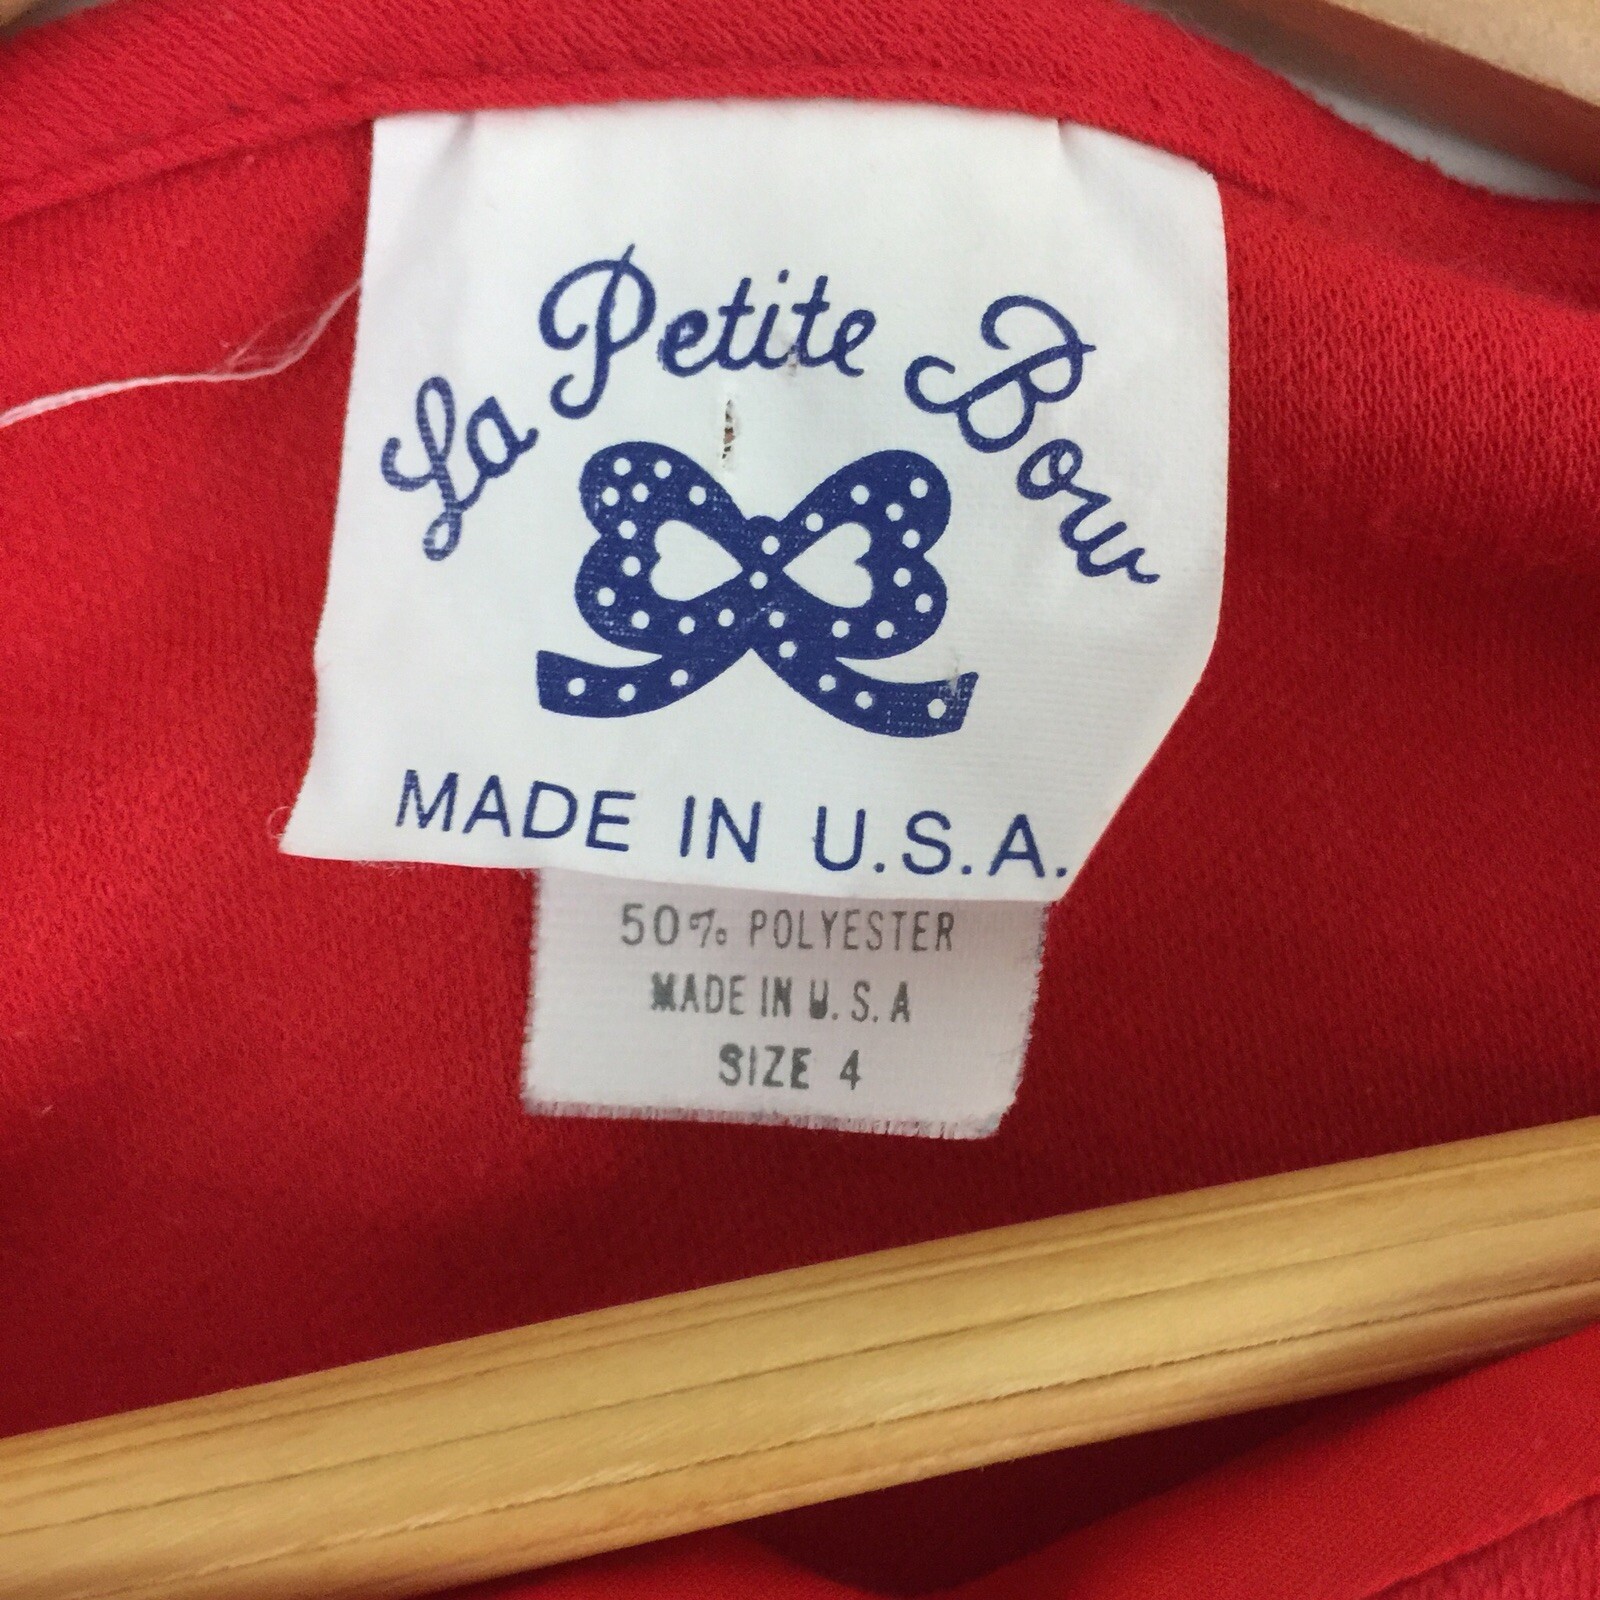 La Petite Bow
MADE IN U.S.A.
50% POLYESTER
MADE IN U.S.A
SIZE 4